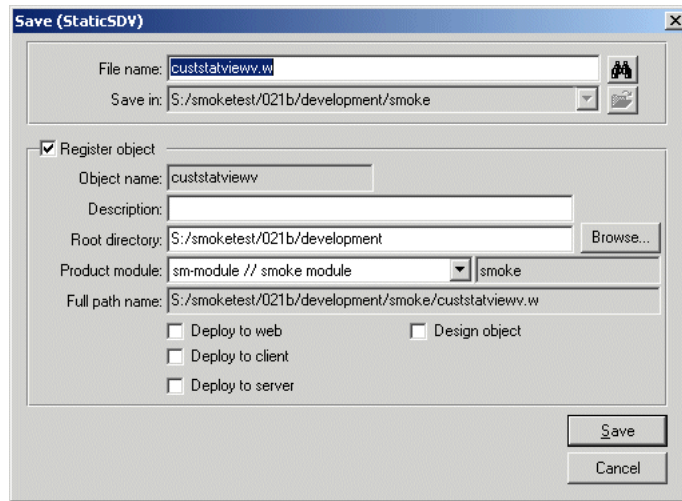 Save (StaticSDV)
File name: custstatviewv.w
Save in: S:/smoketest/021b/development/smoke
Register object
Object name: custstatviewv
Description:
Root directory: S:/smoketest/021b/development Browse...
Product module: sm-module // smoke module smoke
Full path name: S:/smoketest/021b/development/smoke/custstatviewv.w
Deploy to web Design object
Deploy to client
Deploy to server
Save
Cancel